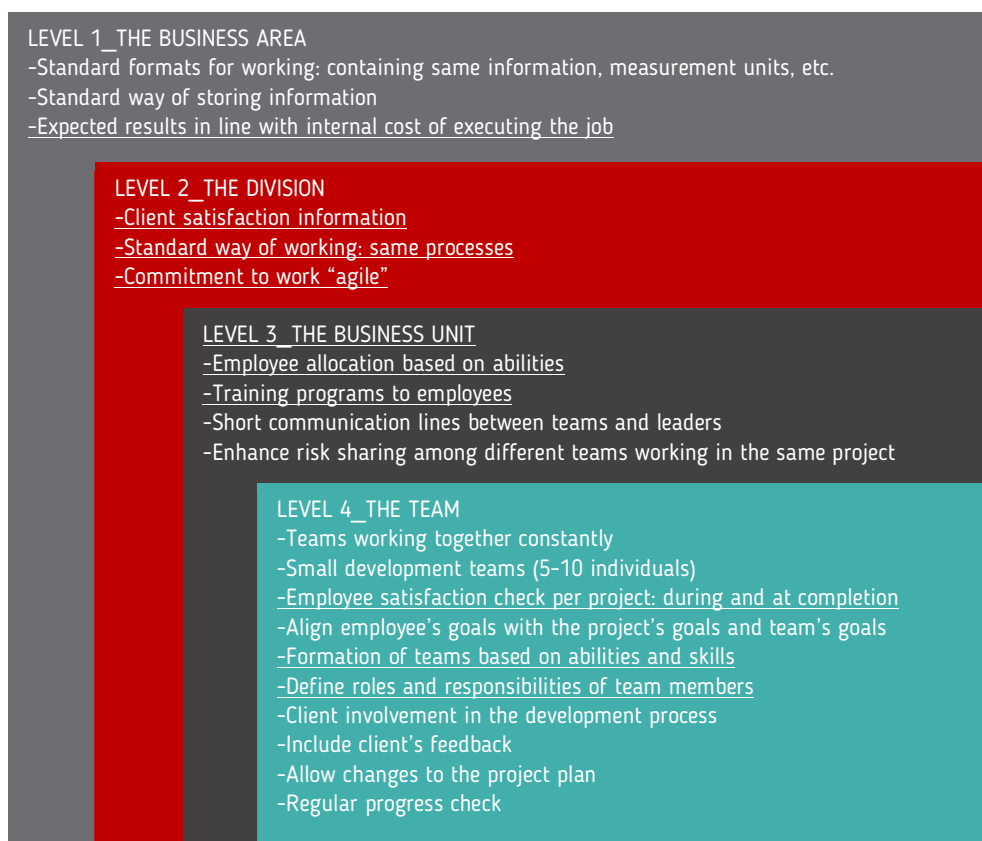 LEVEL 1_THE BUSINESS AREA
-Standard formats for working: containing same information, measurement units, etc.
-Standard way of storing information
-Expected results in line with internal cost of executing the job
LEVEL 2_THE DIVISION
-Client satisfaction information
-Standard way of working: same processes
-Commitment to work “agile”
LEVEL 3_THE BUSINESS UNIT
-Employee allocation based on abilities
-Training programs to employees
-Short communication lines between teams and leaders
-Enhance risk sharing among different teams working in the same project
LEVEL 4_THE TEAM
-Teams working together constantly
-Small development teams (5-10 individuals)
-Employee satisfaction check per project: during and at completion
-Align employee’s goals with the project’s goals and team’s goals
-Formation of teams based on abilities and skills
-Define roles and responsibilities of team members
-Client involvement in the development process
-Include client’s feedback
-Allow changes to the project plan
-Regular progress check